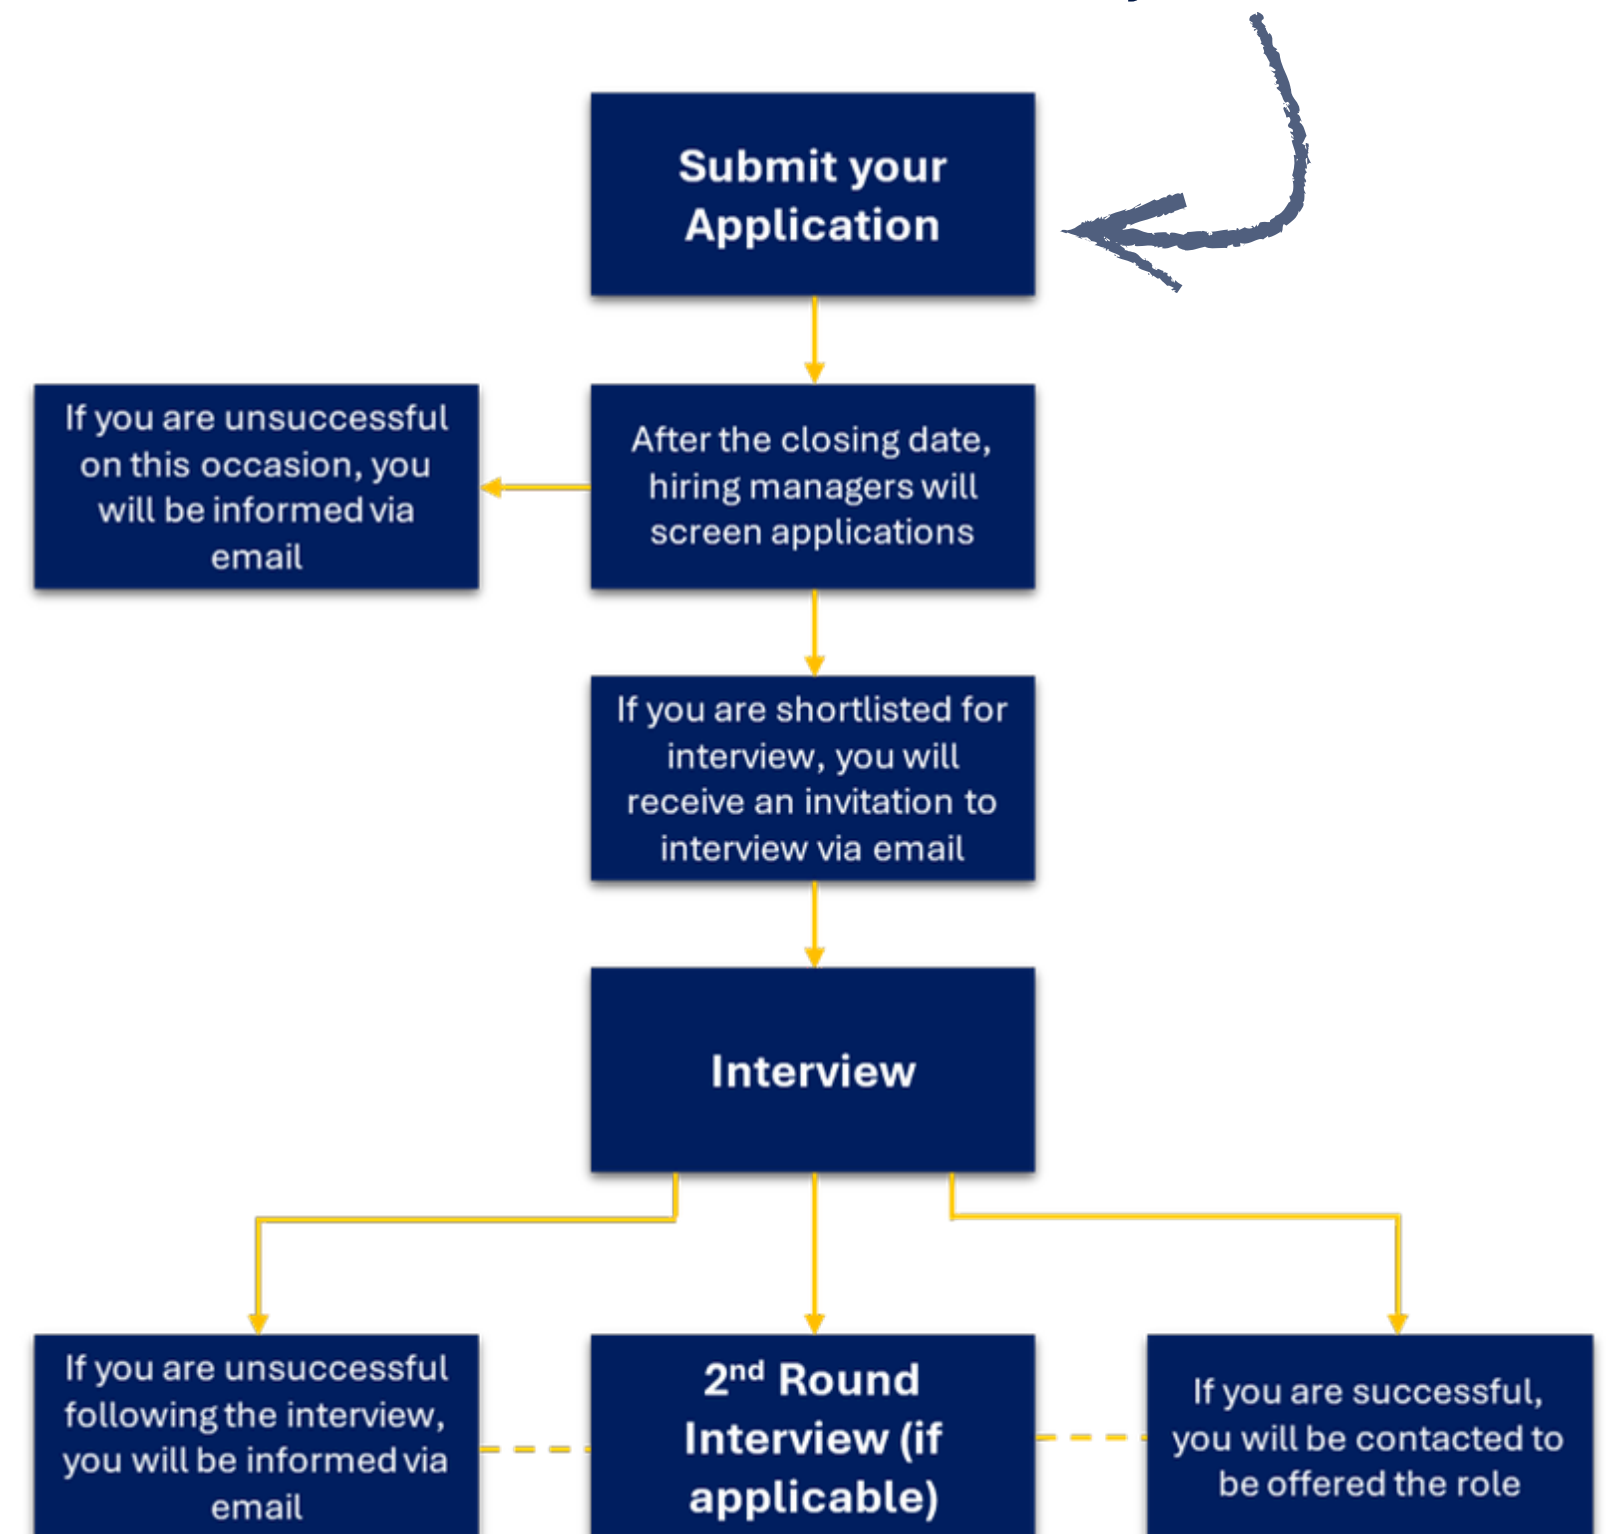 Submit your
Application
If you are unsuccessful
on this occasion, you
will be informed via
email
After the closing date,
hiring managers will
screen applications
If you are shortlisted for
interview, you will
receive an invitation to
interview via email
Interview
If you are unsuccessful
following the interview,
you will be informed via
email
2nd Round
Interview (if
applicable)
If you are successful,
you will be contacted to
be offered the role